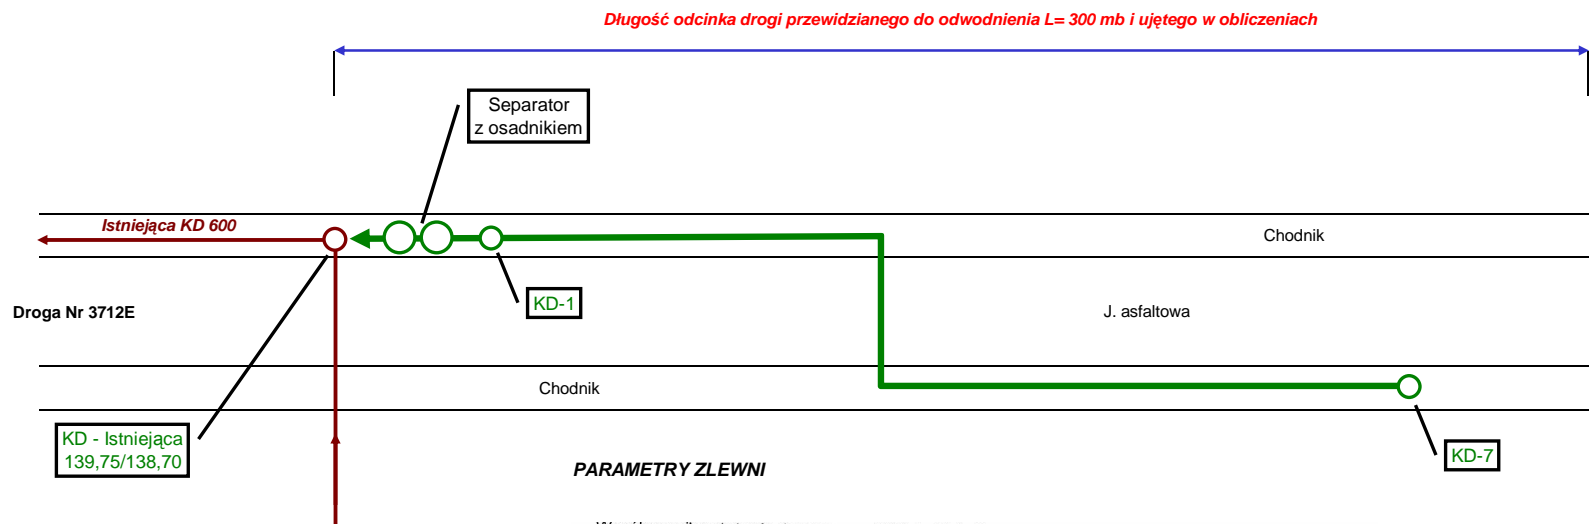 Długość odcinka drogi przewidzianego do odwodnienia L= 300 mb i ujętego w obliczeniach
Separator
z osadnikiem
Istniejąca KD 600
Chodnik
KD-1
Droga Nr 3712E
J. asfaltowa
Chodnik
KD - Istniejąca
139,75/138,70
KD-7
PARAMETRY ZLEWNI